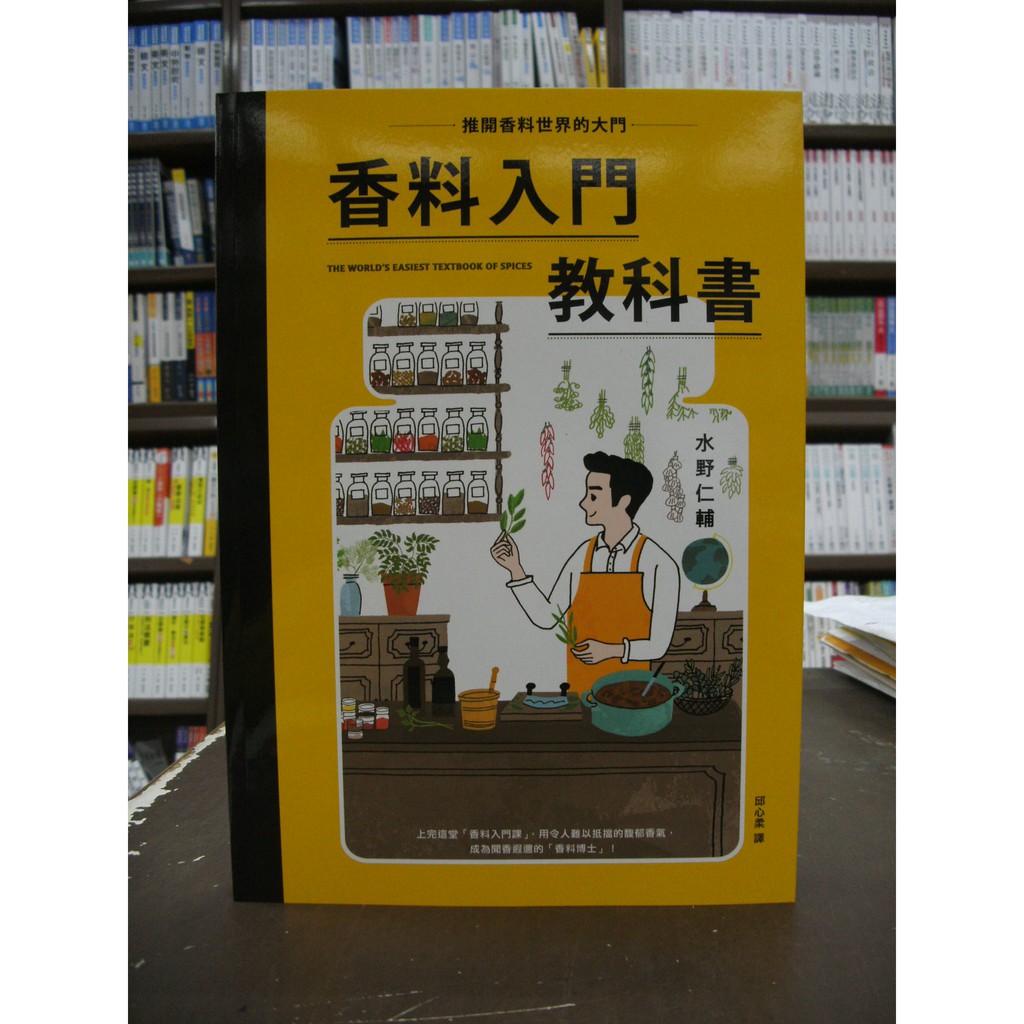 推開香料世界的大門
香料入門
THE WORLD'S EASIEST TEXTBOOK OF SPICES
教科書
水野仁輔
邱心柔 譯
上完這堂「香料入門課」，用令人難以抵擋的馥郁香氣，
成為聞香遐邇的「香料博士」！